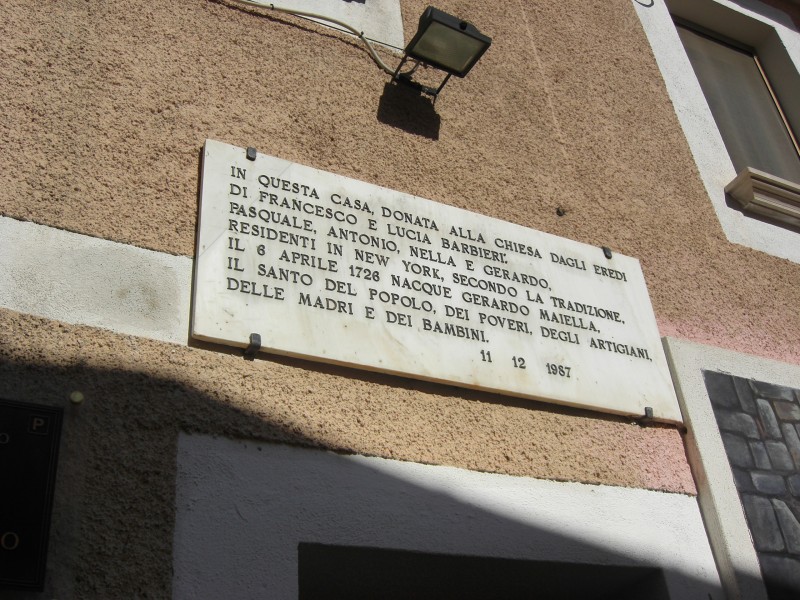 IN QUESTA CASA, DONATA ALLA CHIESA DAGLI EREDI
DI FRANCESCO E LUCIA BARBIERI:
PASQUALE, ANTONIO, NELLA E GERARDO,
RESIDENTI IN NEW YORK, SECONDO LA TRADIZIONE,
IL 6 APRILE 1726 NACQUE GERARDO MAIELLA,
IL SANTO DEL POPOLO, DEI POVERI, DEGLI ARTIGIANI,
DELLE MADRI E DEI BAMBINI.
11 12 1987
P
O